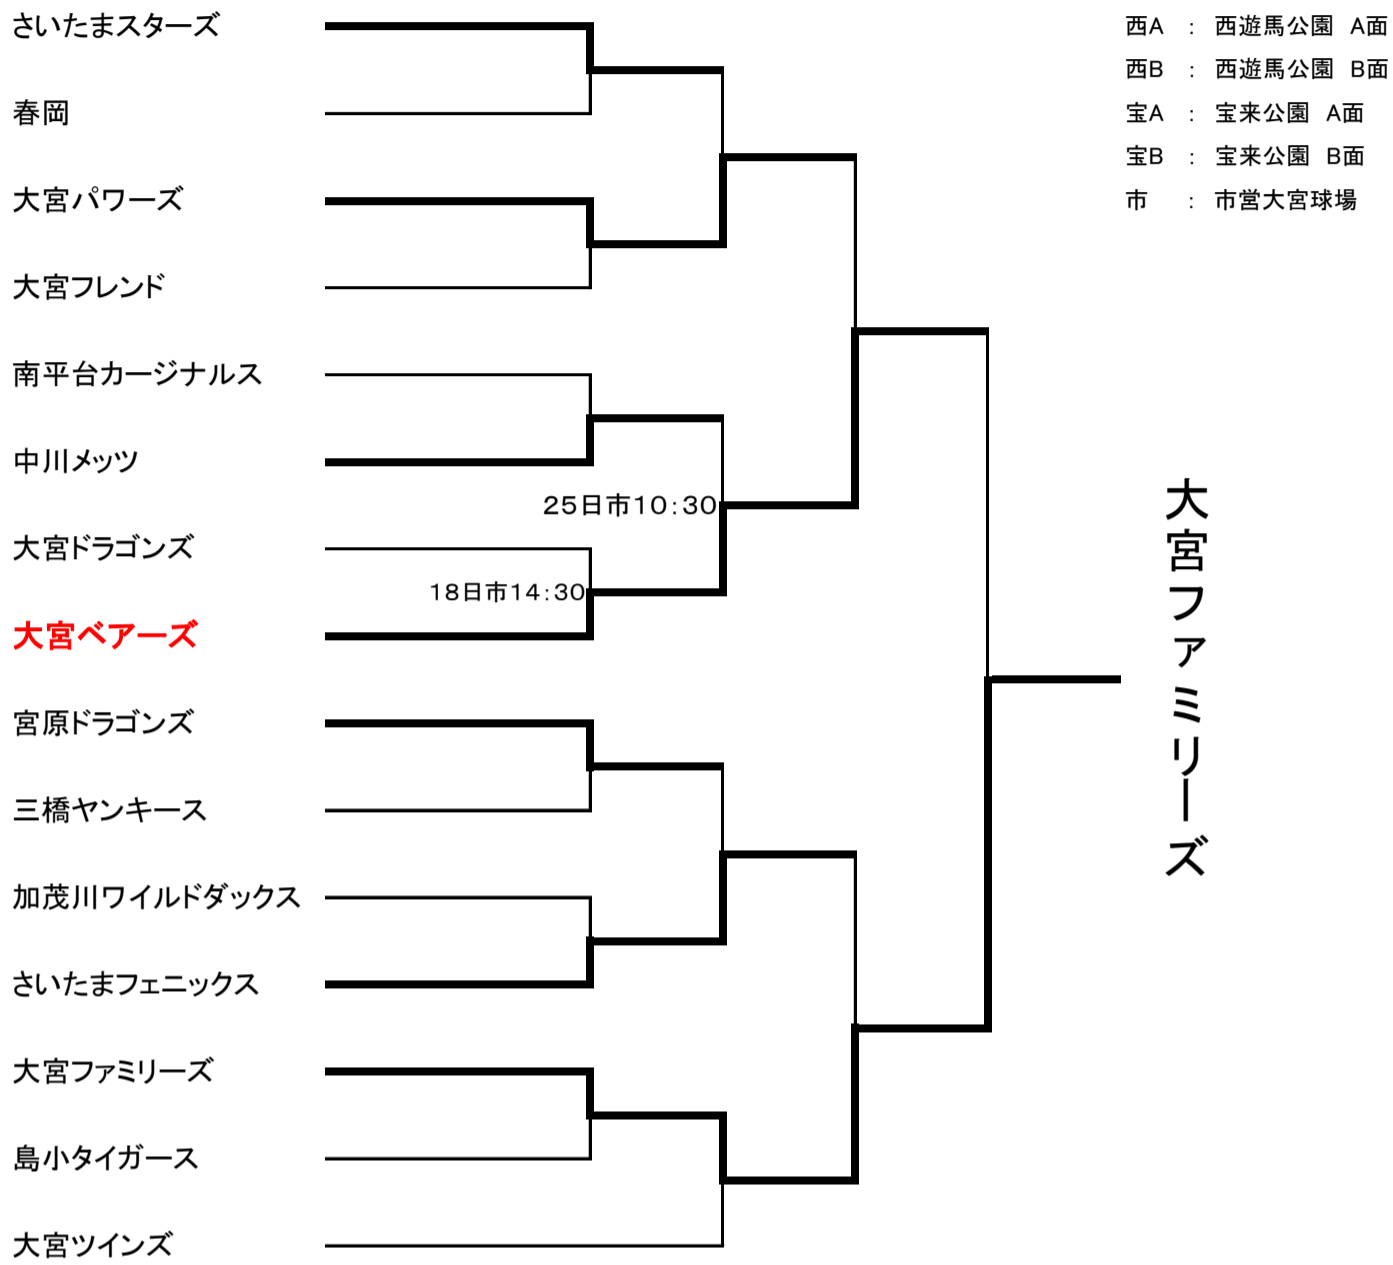 さいたまスターズ
春岡
大宮パワーズ
大宮フレンド
南平台カージナルス
中川メッツ
25日市10:30
大宮ドラゴンズ
18日市14:30
大宮ベアーズ
宮原ドラゴンズ
三橋ヤンキース
加茂川ワイルドダックス
さいたまフェニックス
大宮ファミリーズ
島小タイガース
大宮ツインズ
西A : 西遊馬公園 A面
西B : 西遊馬公園 B面
宝A : 宝来公園 A面
宝B : 宝来公園 B面
市 : 市営大宮球場
大宮ファミリーズ